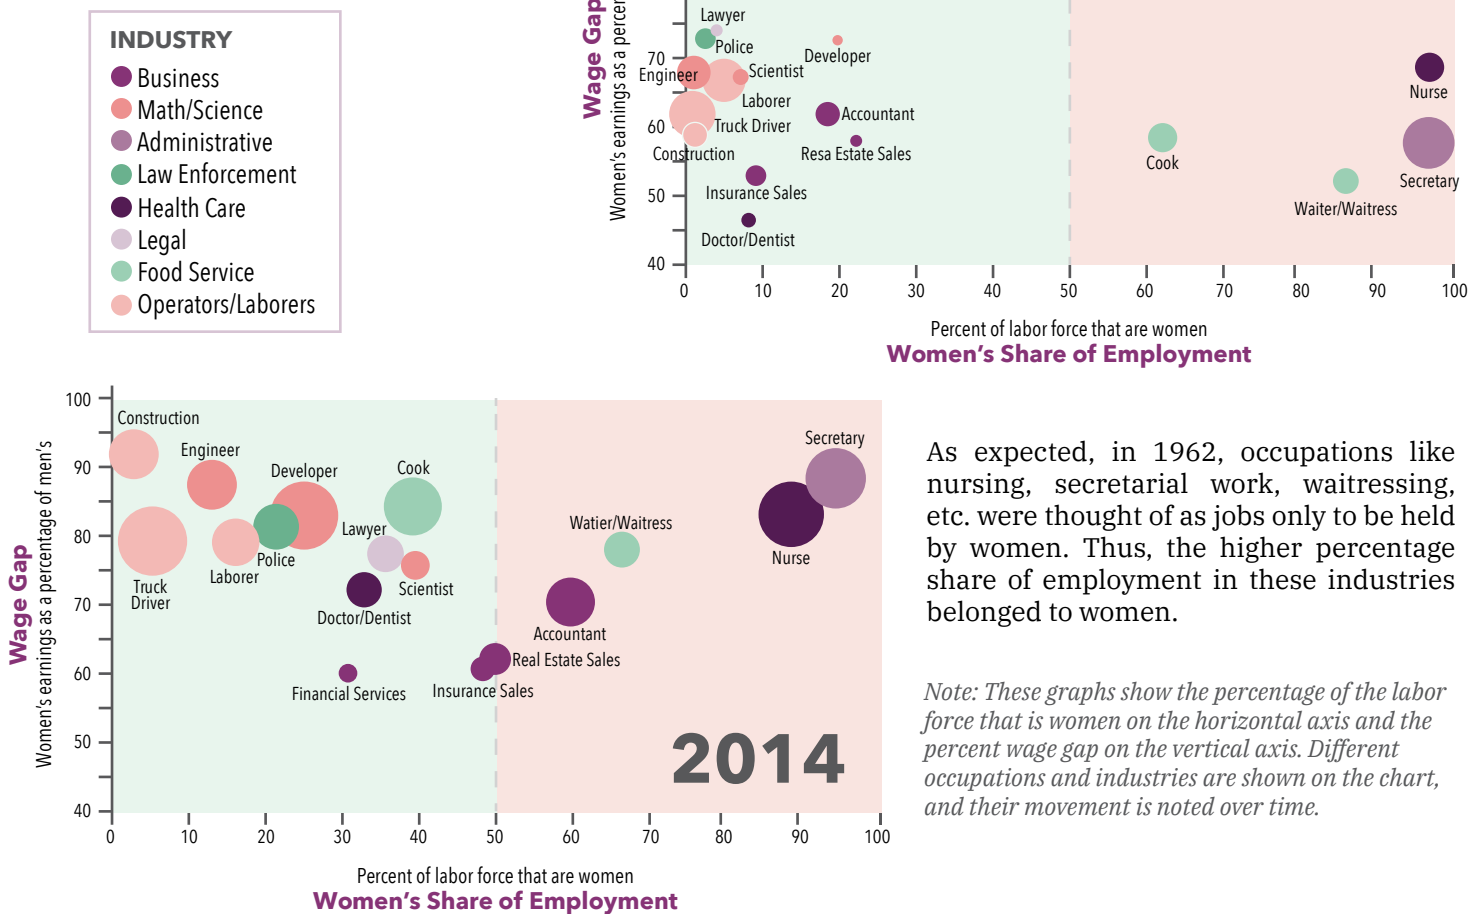 INDUSTRY
Business
Math/Science
Administrative
Law Enforcement
Health Care
Legal
Food Service
Operators/Laborers
Wage Gap
Women's earnings as a percen
70
60
50
40
Lawyer
Police
Developer
Engineer
Scientist
Laborer
Truck Driver
Construction
Accountant
Resa Estate Sales
Insurance Sales
Doctor/Dentist
Nurse
Cook
Secretary
Waiter/Waitress
0 10 20 30 40 50 60 70 80 90 100
Percent of labor force that are women
Women's Share of Employment
Wage Gap
Women's earnings as a percentage of men's
100
90
80
70
60
50
40
Construction
Engineer
Developer
Cook
Secretary
Lawyer
Watier/Waitress
Police
Nurse
Truck
Driver
Laborer
Scientist
Doctor/Dentist
Accountant
Real Estate Sales
Financial Services
Insurance Sales
2014
0 10 20 30 40 50 60 70 80 90 100
Percent of labor force that are women
Women's Share of Employment
As expected, in 1962, occupations like
nursing, secretarial work, waitressing,
etc. were thought of as jobs only to be held
by women. Thus, the higher percentage
share of employment in these industries
belonged to women.
Note: These graphs show the percentage of the labor
force that is women on the horizontal axis and the
percent wage gap on the vertical axis. Different
occupations and industries are shown on the chart,
and their movement is noted over time.